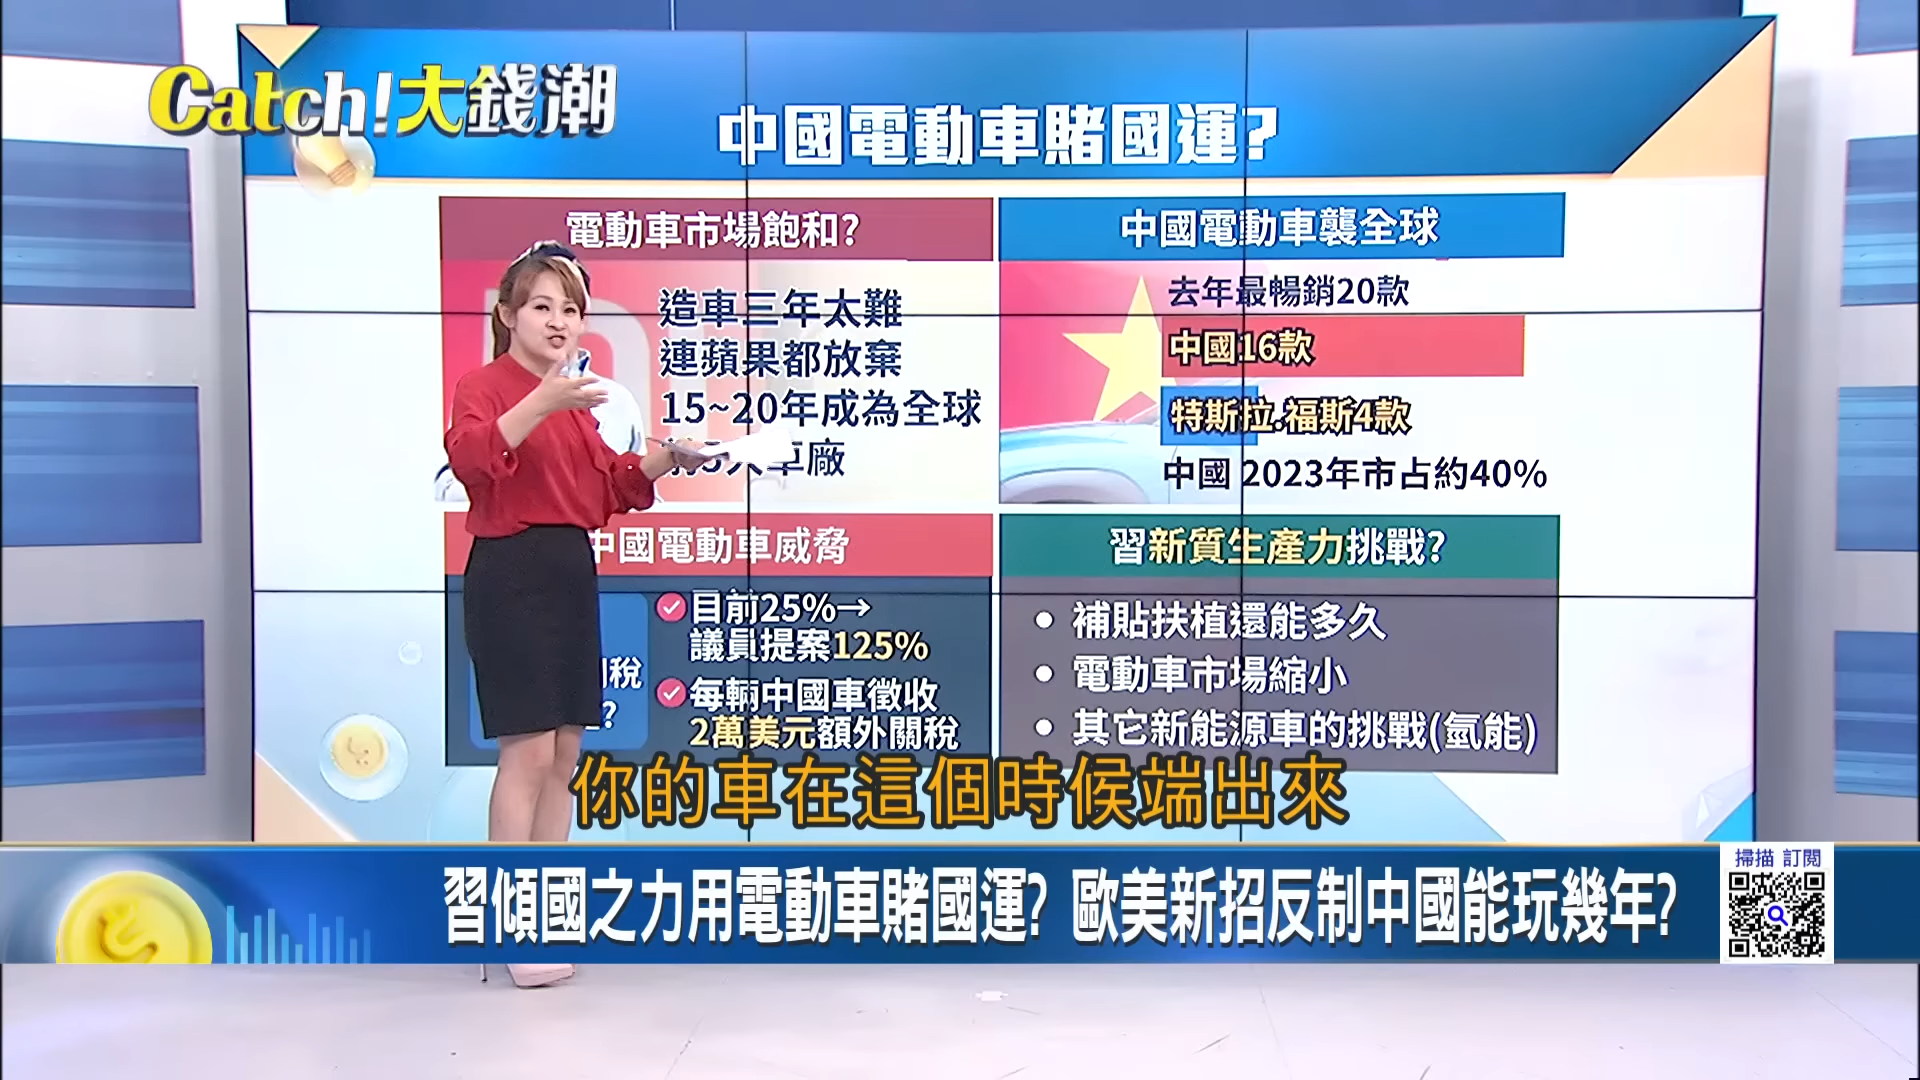 Catch!大錢潮
中國電動車賭國運?
電動車市場飽和?
造車三年太難
連蘋果都放棄
15~20年成為全球
車廠
中國電動車襲全球
去年最暢銷20款
中國16款
特斯拉.福斯4款
中國 2023年市占約40%
中國電動車威脅
稅
?
目前25%→
議員提案125%
每輛中國車徵收
2萬美元額外關稅
習新質生產力挑戰?
• 補貼扶植還能多久
• 電動車市場縮小
• 其它新能源車的挑戰(氫能)
你的車在這個時候端出來
習傾國之力用電動車賭國運? 歐美新招反制中國能玩幾年?
掃描 訂閱